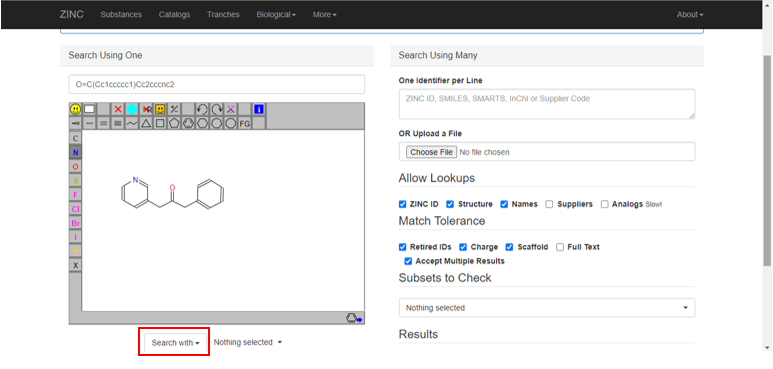 ZINC Substances Catalogs Tranches Biological More About
Search Using One
O=C(Cc1ccccc1)Cc2cccnc2
R +/- i
FG
C
N
O
S
F
Cl
Br
I
P
X
N O
Search with Nothing selected
Search Using Many
One Identifier per Line
ZINC ID, SMILES, SMARTS, InChI or Supplier Code
OR Upload a File
Choose File No file chosen
Allow Lookups
ZINC ID Structure Names Suppliers Analogs Slow!
Match Tolerance
Retired IDs Charge Scaffold Full Text
Accept Multiple Results
Subsets to Check
Nothing selected
Results